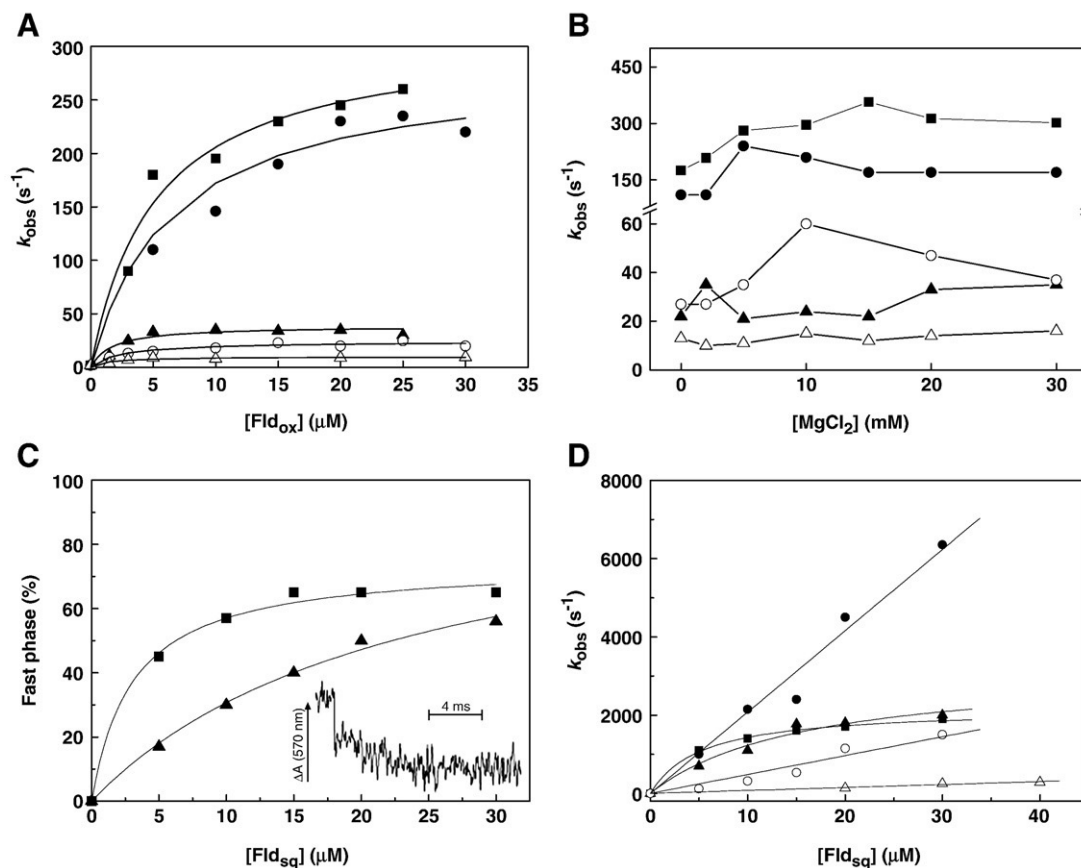 A
300
250
200
150
100
50
0
k_obs (s⁻¹)
0 5 10 15 20 25 30 35
[Fld_ox] (μM)
B
450
300
150
60
40
20
0
k_obs (s⁻¹)
0 10 20 30
[MgCl₂] (mM)
C
100
80
60
40
20
0
Fast phase (%)
ΔA (570 nm)
4 ms
0 5 10 15 20 25 30
[Fld_sq] (μM)
D
8000
6000
4000
2000
0
k_obs (s⁻¹)
0 10 20 30 40
[Fld_sq] (μM)